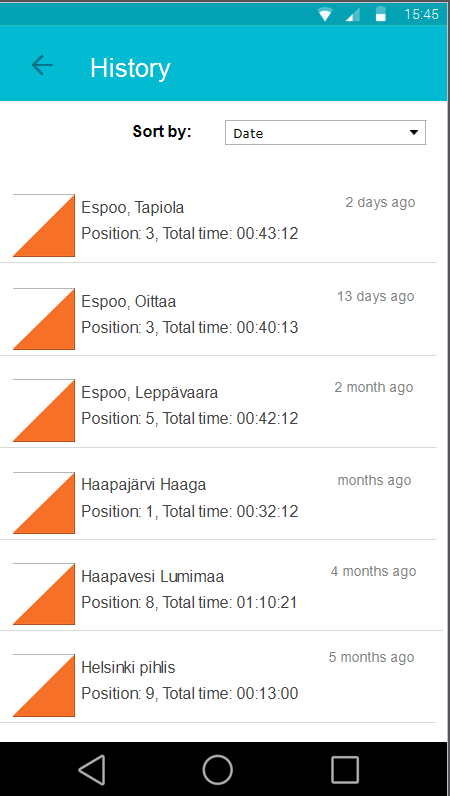 15:45
History
Sort by:
Date
Espoo, Tapiola
2 days ago
Position: 3, Total time: 00:43:12
Espoo, Oittaa
13 days ago
Position: 3, Total time: 00:40:13
Espoo, Leppävaara
2 month ago
Position: 5, Total time: 00:42:12
Haapajärvi Haaga
months ago
Position: 1, Total time: 00:32:12
Haapavesi Lumimaa
4 months ago
Position: 8, Total time: 01:10:21
Helsinki pihlis
5 months ago
Position: 9, Total time: 00:13:00